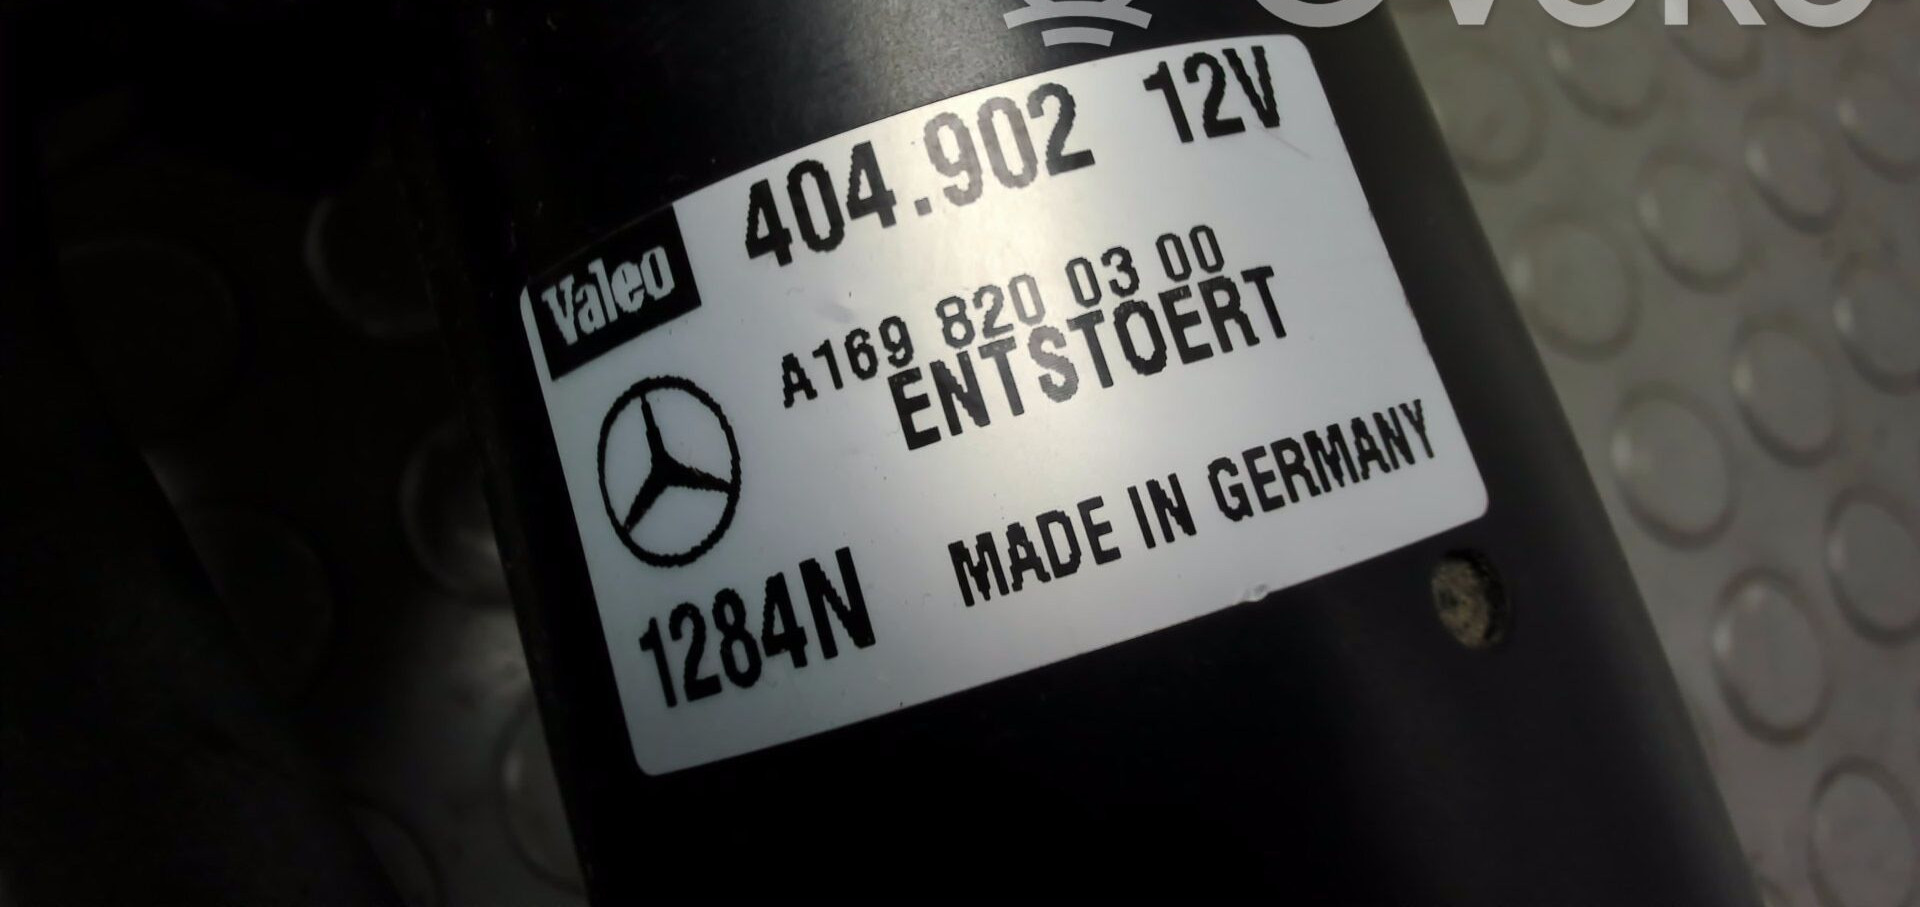 404.902 12V
Valeo
A169 820 03 00
ENTSTOERT
MADE IN GERMANY
1284N